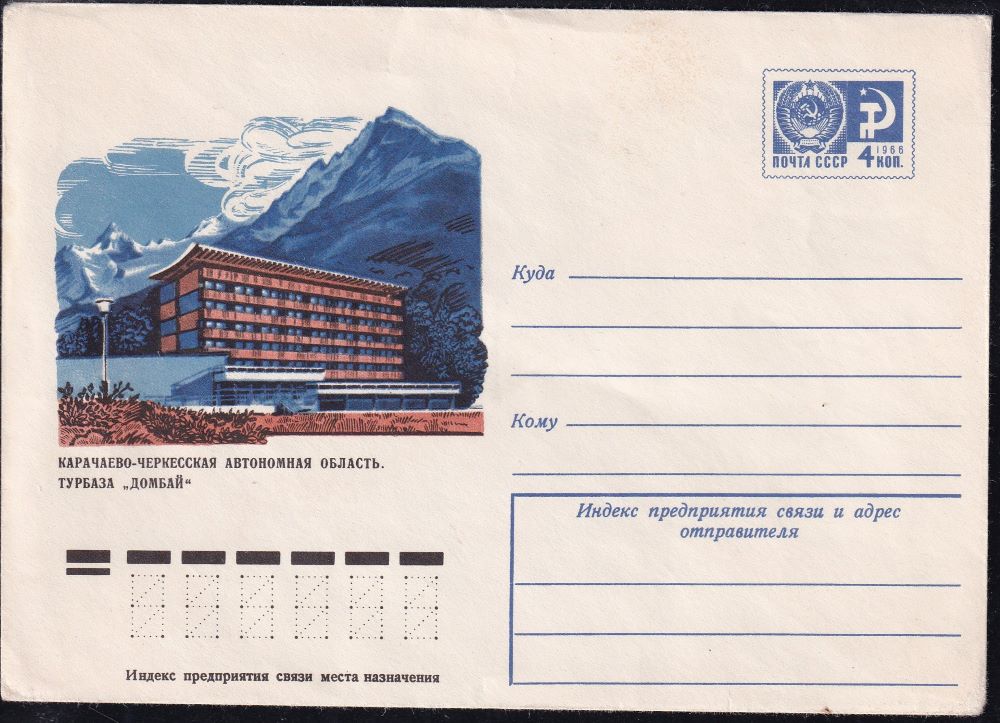 ПОЧТА СССР
1966
4 КОП.
Куда
Кому
КАРАЧАЕВО-ЧЕРКЕССКАЯ АВТОНОМНАЯ ОБЛАСТЬ.
ТУРБАЗА „ДОМБАЙ“
Индекс предприятия связи и адрес
отправителя
Индекс предприятия связи места назначения